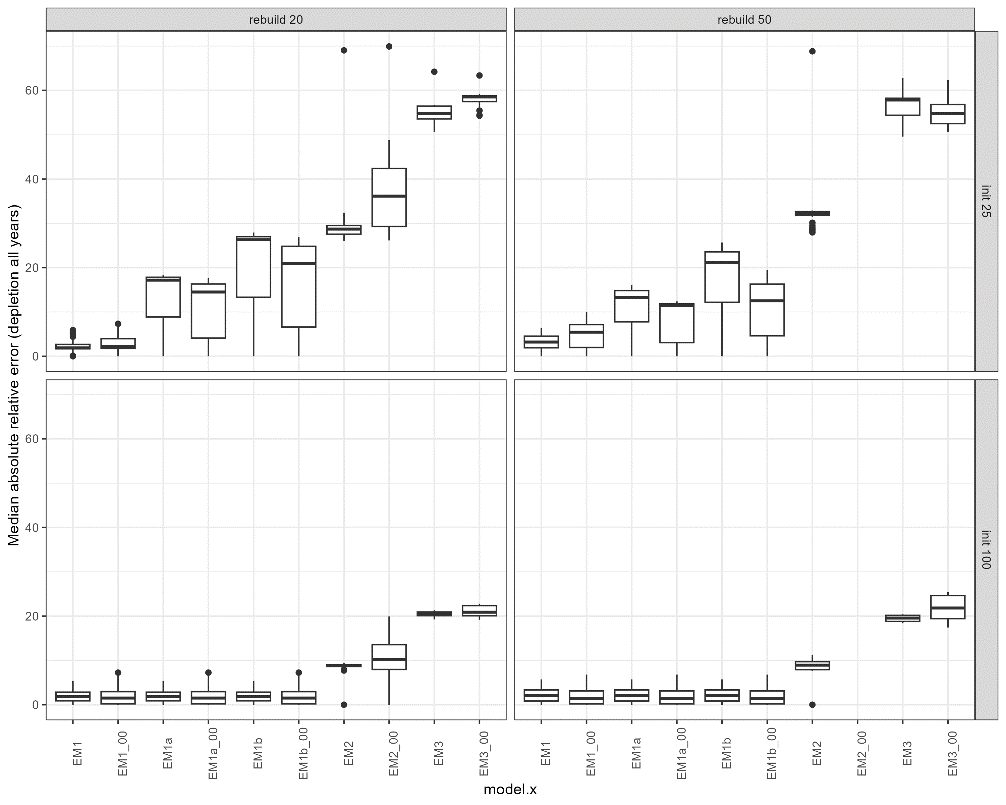 rebuild 20
rebuild 50
Median absolute relative error (depletion all years)
60
40
20
0
init 25
60
40
20
0
init 100
EM1
EM1_00
EM1a
EM1a_00
EM1b
EM1b_00
EM2
EM2_00
EM3
EM3_00
EM1
EM1_00
EM1a
EM1a_00
EM1b
EM1b_00
EM2
EM2_00
EM3
EM3_00
model.x